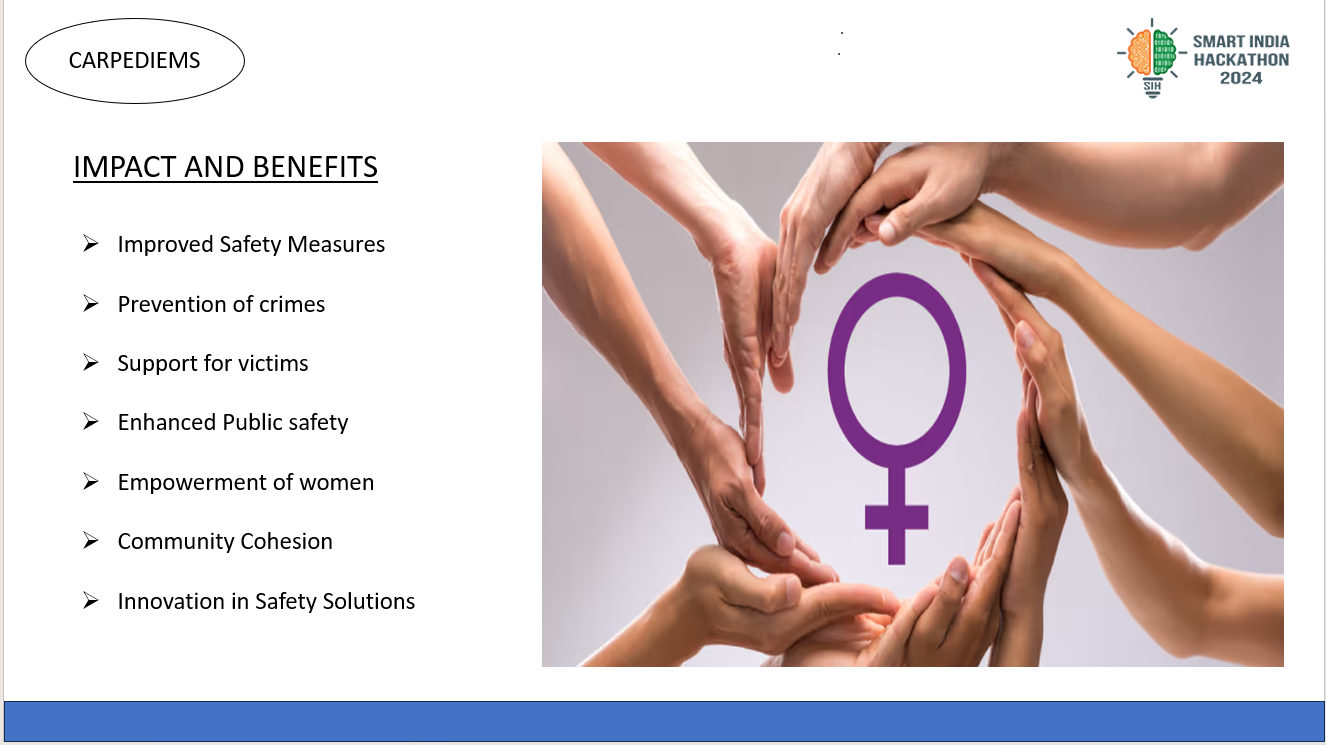 CARPEDIEMS
SMART INDIA
HACKATHON
2024
SIH
IMPACT AND BENEFITS
Improved Safety Measures
Prevention of crimes
Support for victims
Enhanced Public safety
Empowerment of women
Community Cohesion
Innovation in Safety Solutions